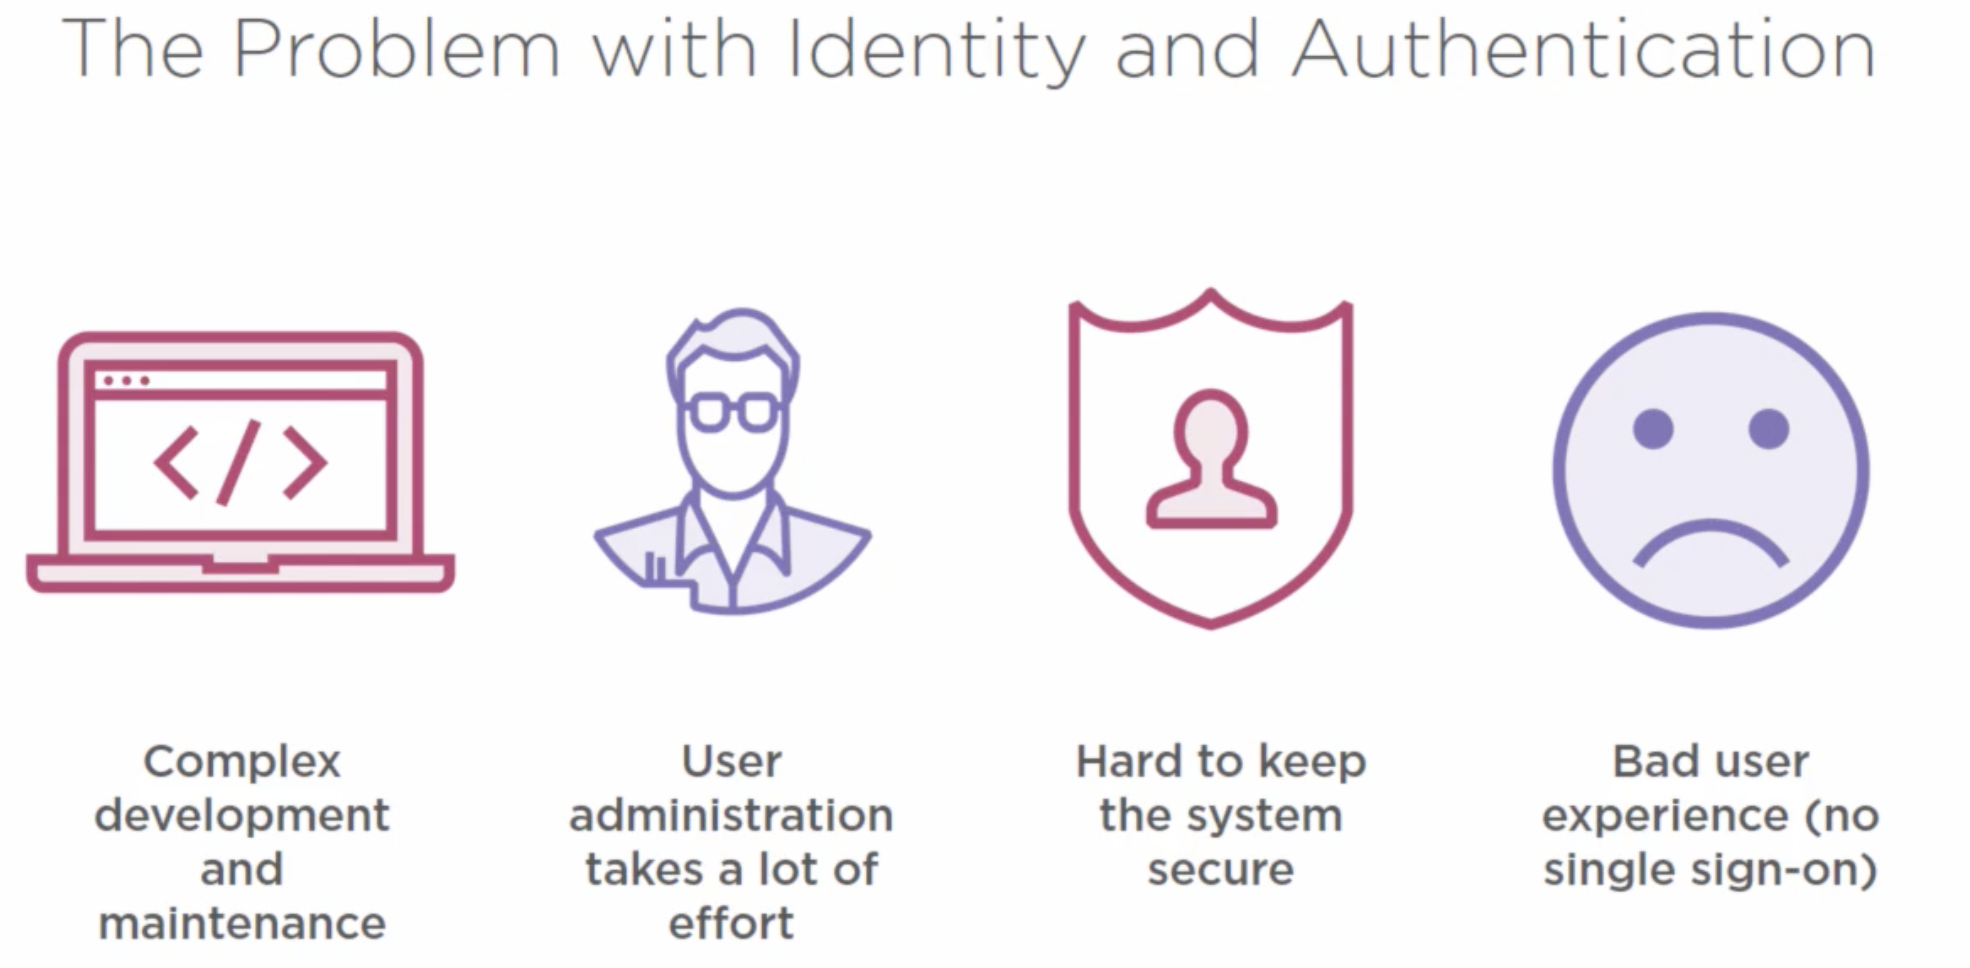 The Problem with Identity and Authentication
</>
Complex
development
and
maintenance
User
administration
takes a lot of
effort
Hard to keep
the system
secure
Bad user
experience (no
single sign-on)